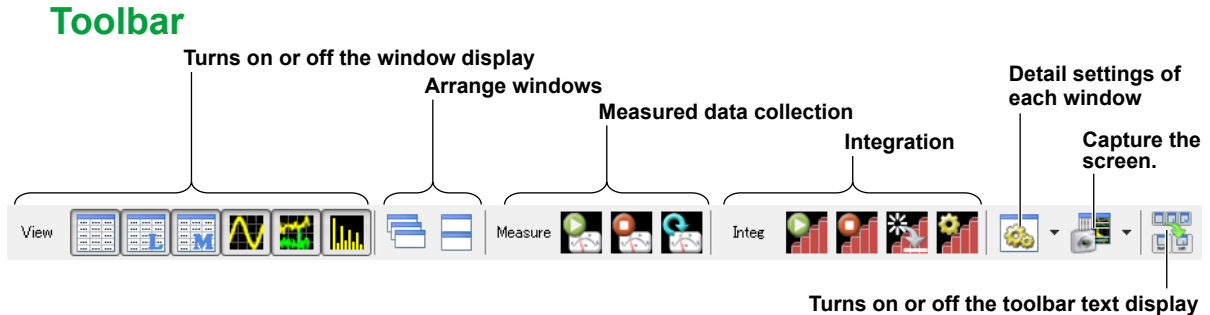 Toolbar
Turns on or off the window display
Arrange windows
Measured data collection
Integration
Detail settings of
each window
Capture the
screen.
View
L
M
Measure
Integ
Turns on or off the toolbar text display